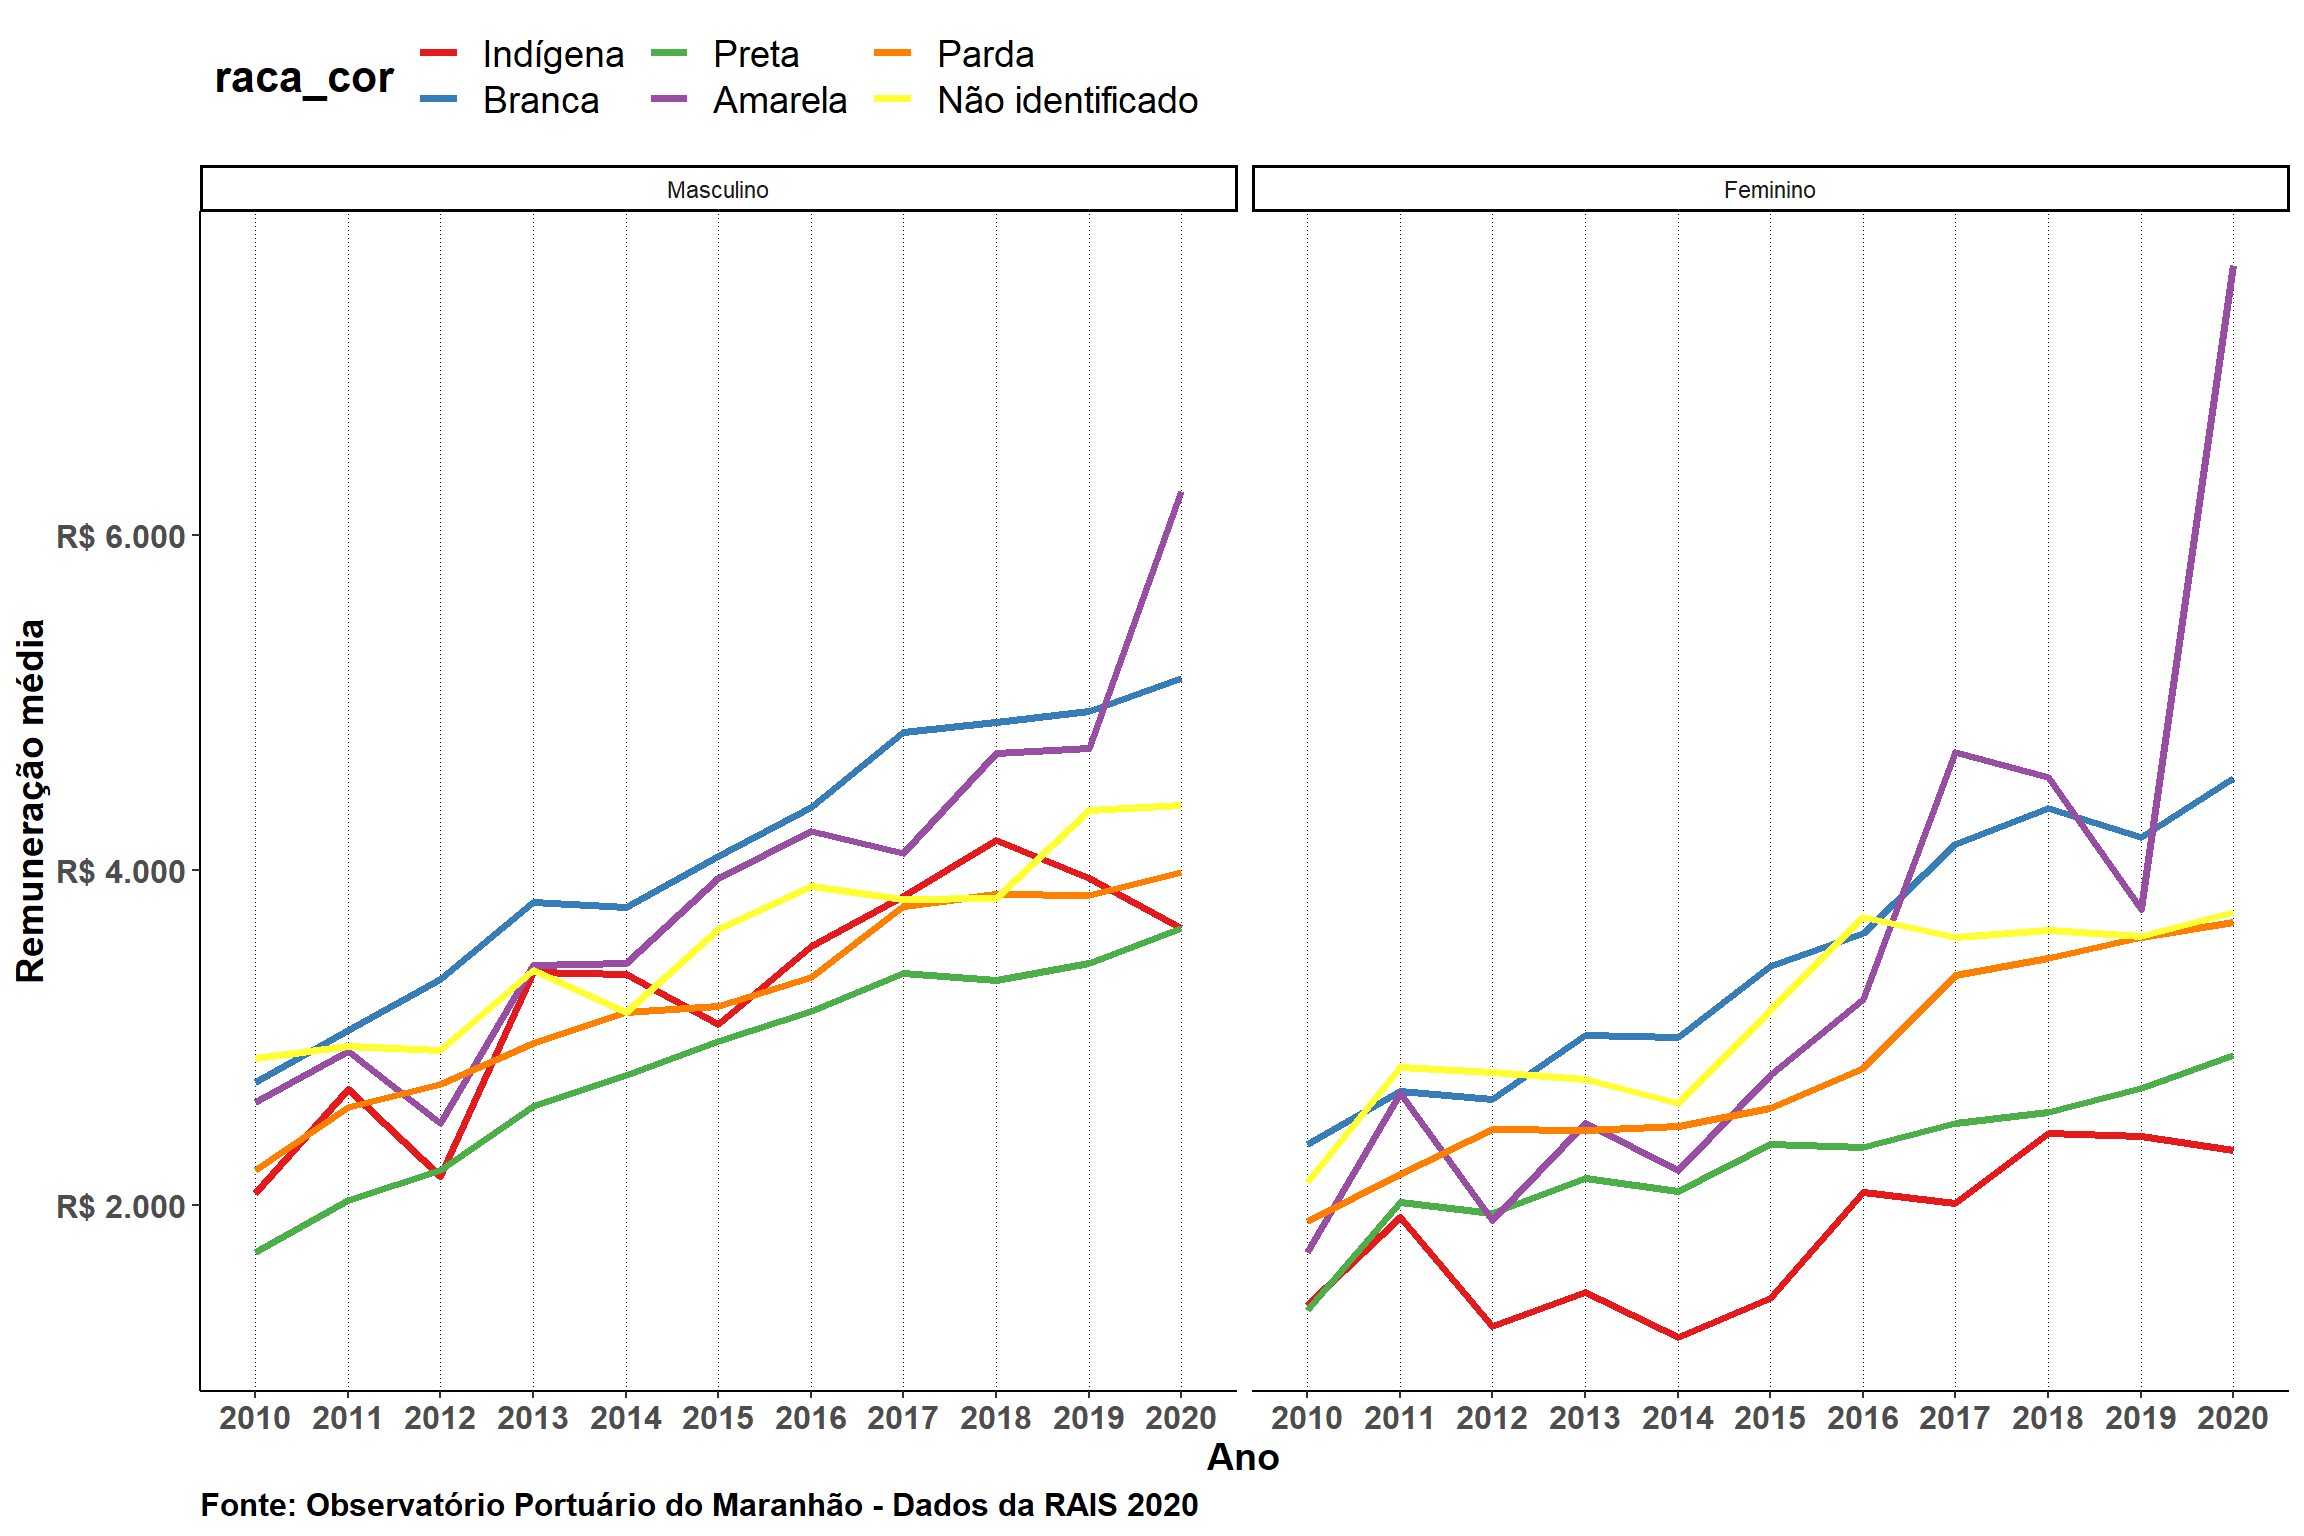 raca_cor
Indígena Preta Parda
Branca Amarela Não identificado
Masculino Feminino
R$ 6.000
R$ 4.000
R$ 2.000
Remuneração média
2010 2011 2012 2013 2014 2015 2016 2017 2018 2019 2020 2010 2011 2012 2013 2014 2015 2016 2017 2018 2019 2020
Ano
Fonte: Observatório Portuário do Maranhão - Dados da RAIS 2020